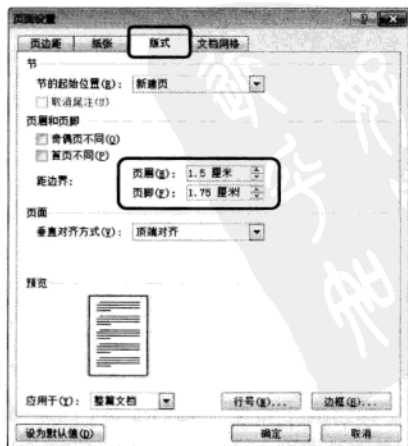 页面设置
页边距 纸张 版式 文档网格
节
节的起始位置(R): 新建页
取消尾注(U)
页眉和页脚
奇偶页不同(O)
首页不同(P)
距边界: 页眉(H): 1.5 厘米
页脚(F): 1.75 厘米
页面
垂直对齐方式(V): 顶端对齐
预览
应用于(Y): 整篇文档 行号(N)... 边框(B)...
设为默认值(D) 确定 取消